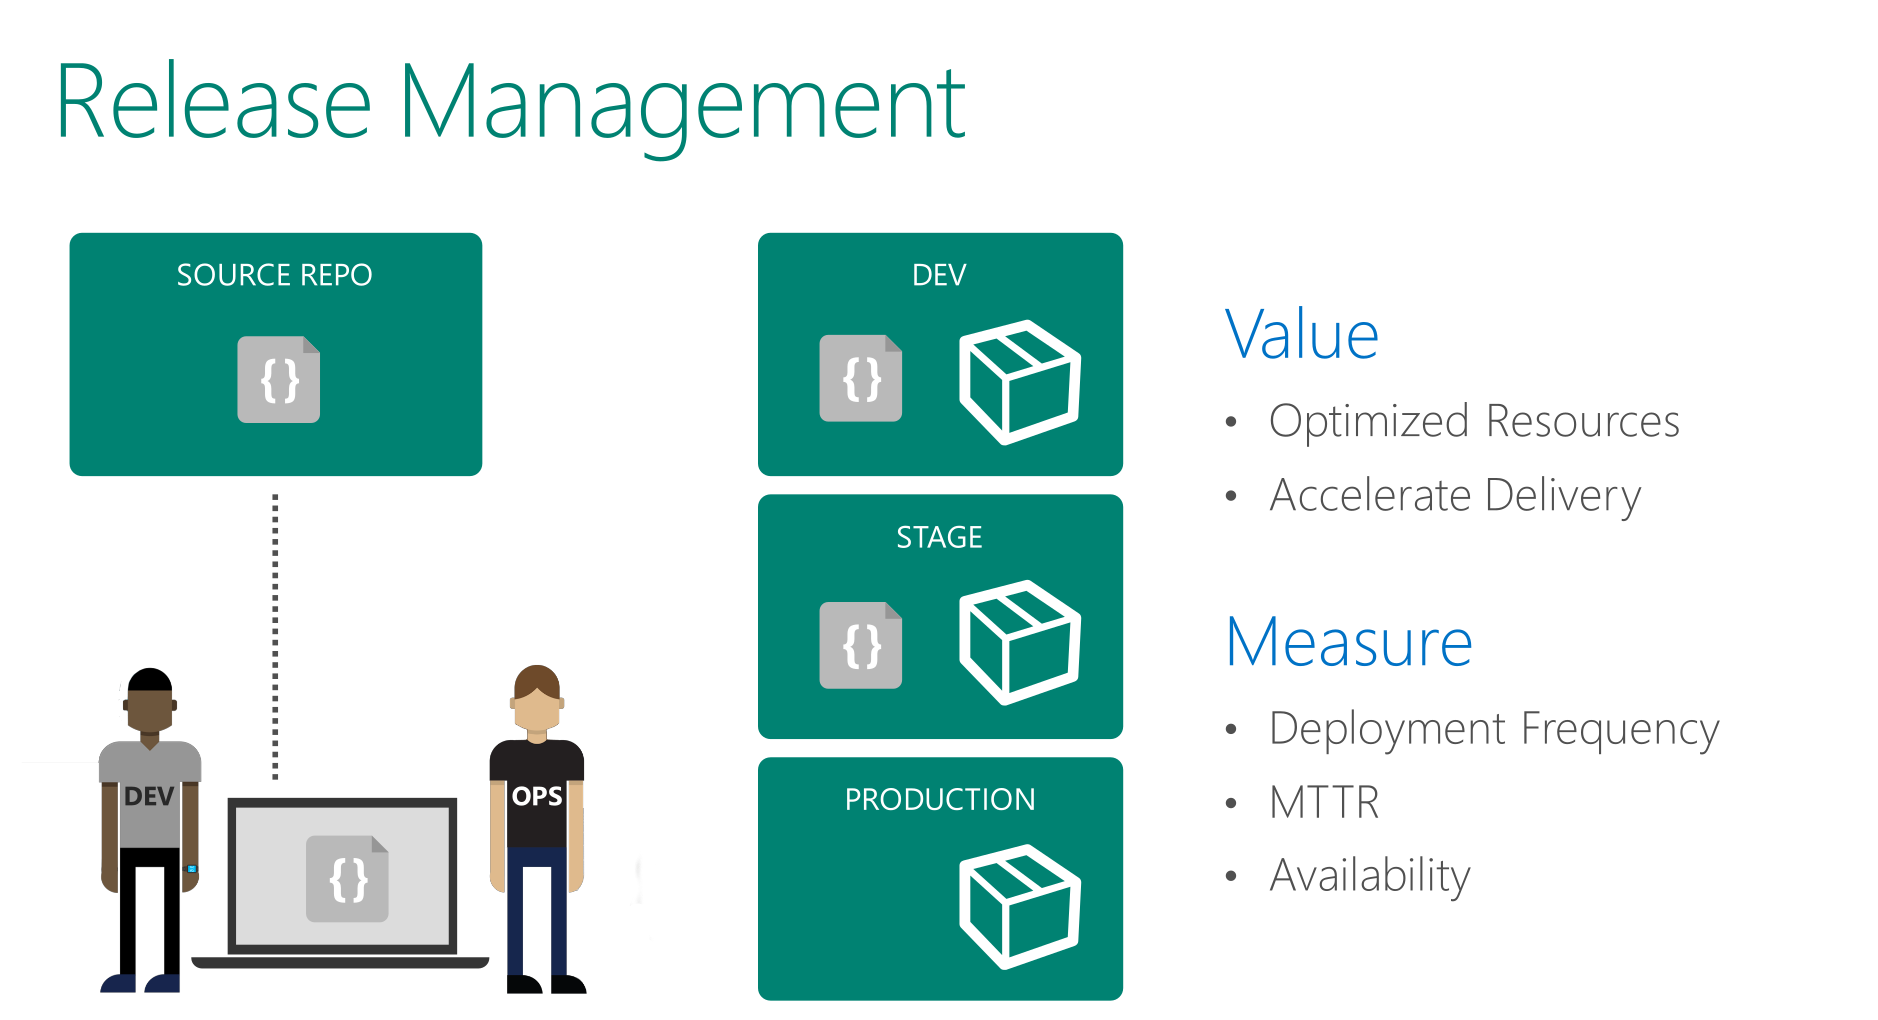 Release Management
SOURCE REPO
{}
DEV
OPS
{}
DEV
{}
STAGE
{}
PRODUCTION
Value
• Optimized Resources
• Accelerate Delivery
Measure
• Deployment Frequency
• MTTR
• Availability